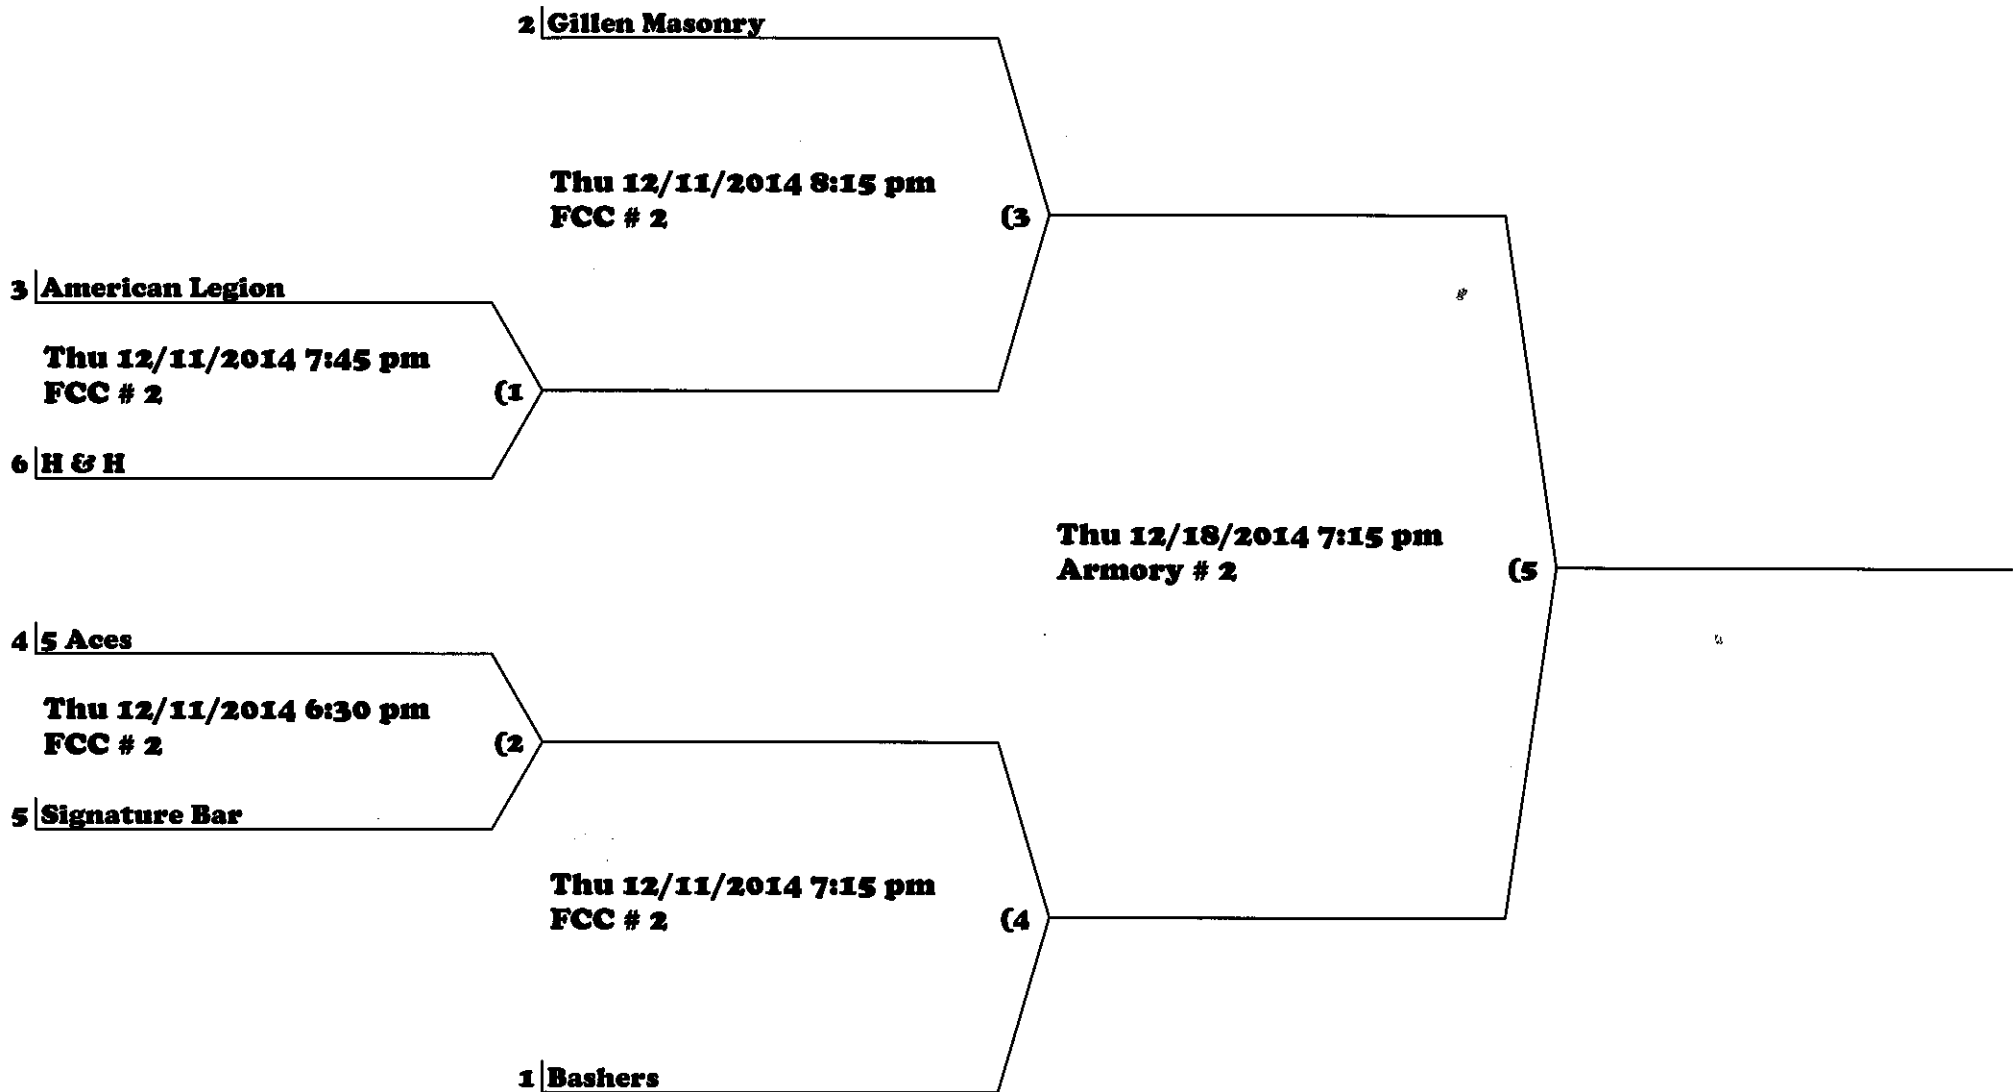 2 Gillen Masonry
Thu 12/11/2014 8:15 pm
FCC # 2
(3
3 American Legion
Thu 12/11/2014 7:45 pm
FCC # 2
(1
6 H & H
Thu 12/18/2014 7:15 pm
Armory # 2
(5
4 5 Aces
Thu 12/11/2014 6:30 pm
FCC # 2
(2
5 Signature Bar
Thu 12/11/2014 7:15 pm
FCC # 2
(4
1 Bashers